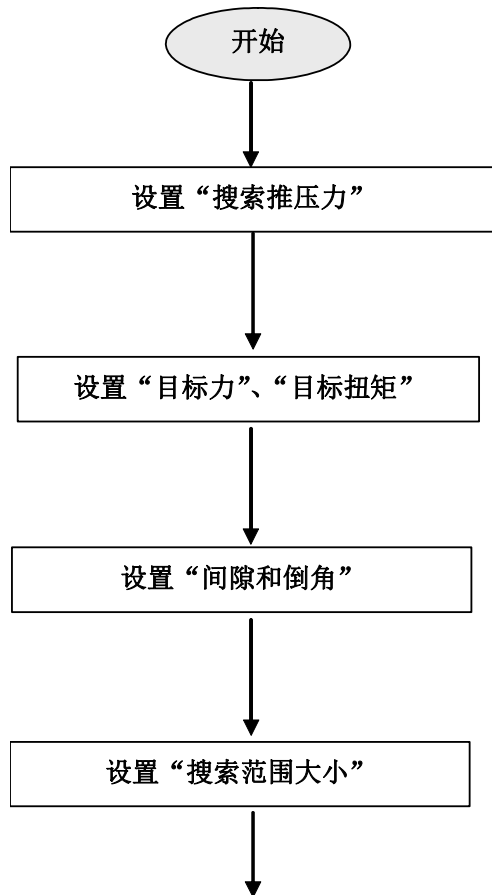 开始
设置“搜索推压力”
设置“目标力”、“目标扭矩”
设置“间隙和倒角”
设置“搜索范围大小”